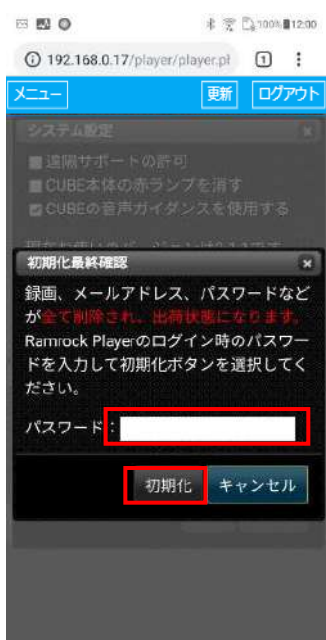 100% 12:00
192.168.0.17/player/player.pl
1
メニュー 更新 ログアウト
システム設定
遠隔サポートの許可
CUBE本体の赤ランプを消す
CUBEの音声ガイダンスを使用する
初期化最終確認
録画、メールアドレス、パスワードなど
が全て削除され、出荷状態になります。
Ramrock Playerのログイン時のパスワー
ドを入力して初期化ボタンを選択してく
ださい。
パスワード：
初期化 キャンセル